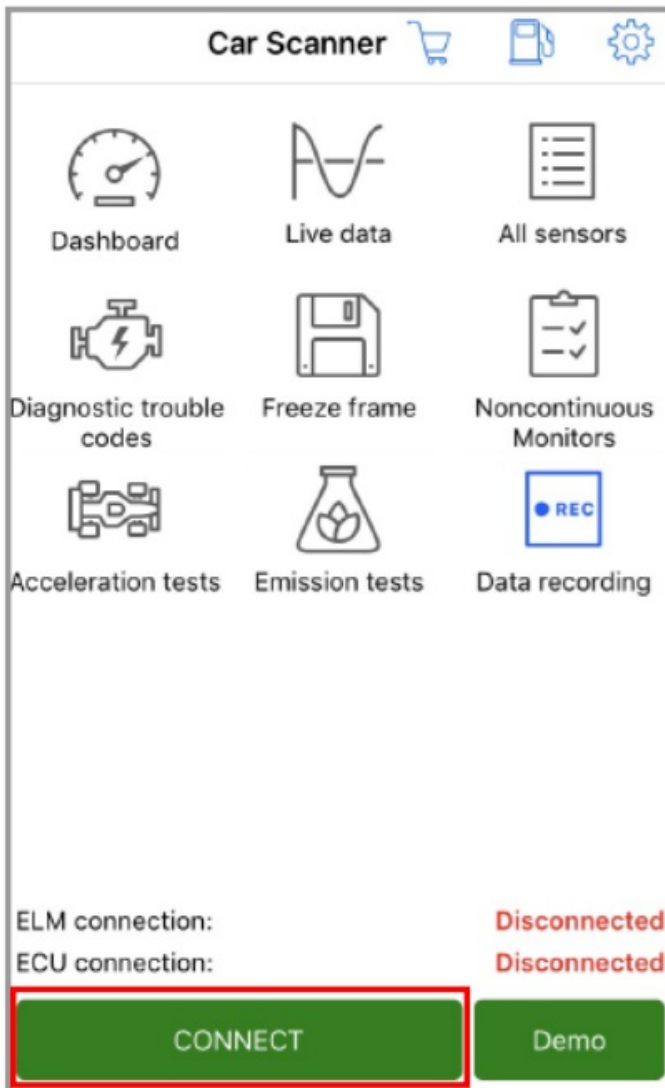 Car Scanner
Dashboard
Live data
All sensors
Diagnostic trouble
codes
Freeze frame
Noncontinuous
Monitors
Acceleration tests
Emission tests
REC
Data recording
ELM connection: Disconnected
ECU connection: Disconnected
CONNECT
Demo